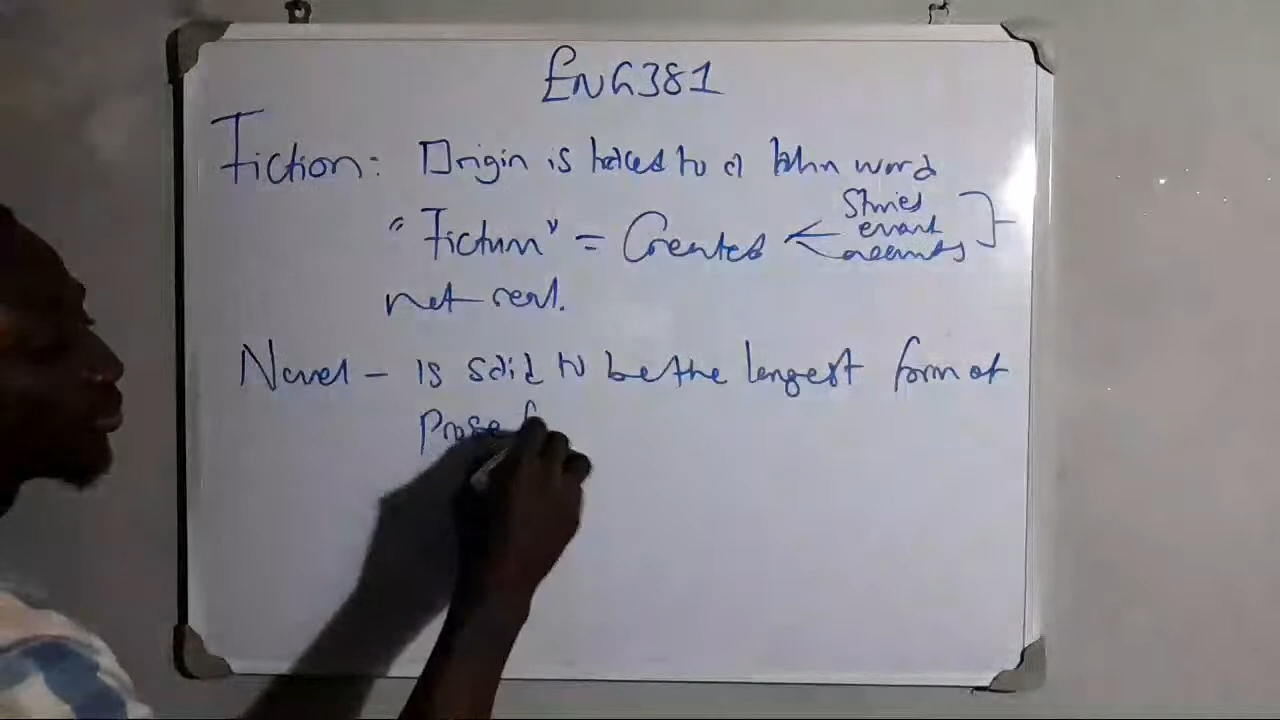 ENG381
Fiction: Origin is traced to a latin word
"Fictum" = Created < Stories
event
accounts
not real.
Novel - is said to be the longest form of
Prose f